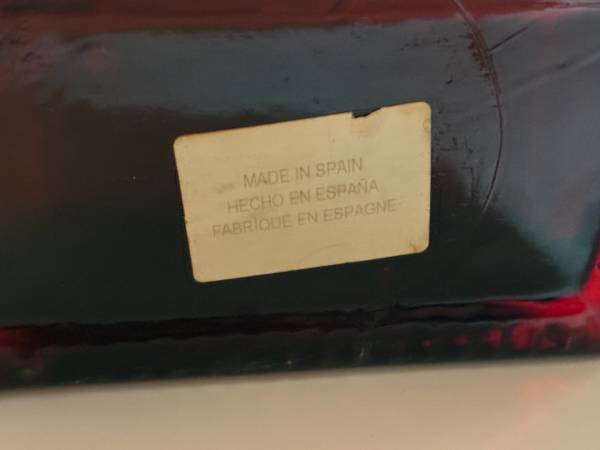 MADE IN SPAIN
HECHO EN ESPAÑA
FABRIQUE EN ESPAGNE